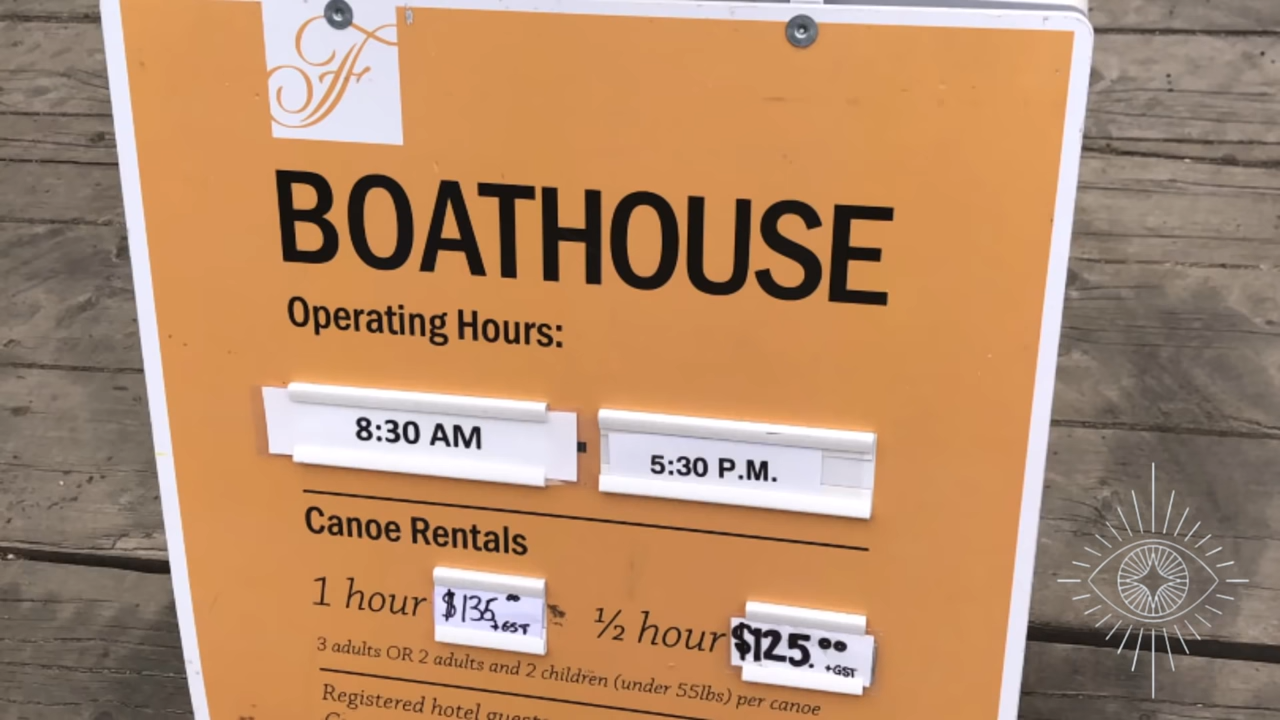 F
BOATHOUSE
Operating Hours:
8:30 AM - 5:30 P.M.
Canoe Rentals
1 hour $135.00 +GST ½ hour $125.00 +GST
3 adults OR 2 adults and 2 children (under 55lbs) per canoe
Registered hotel guests